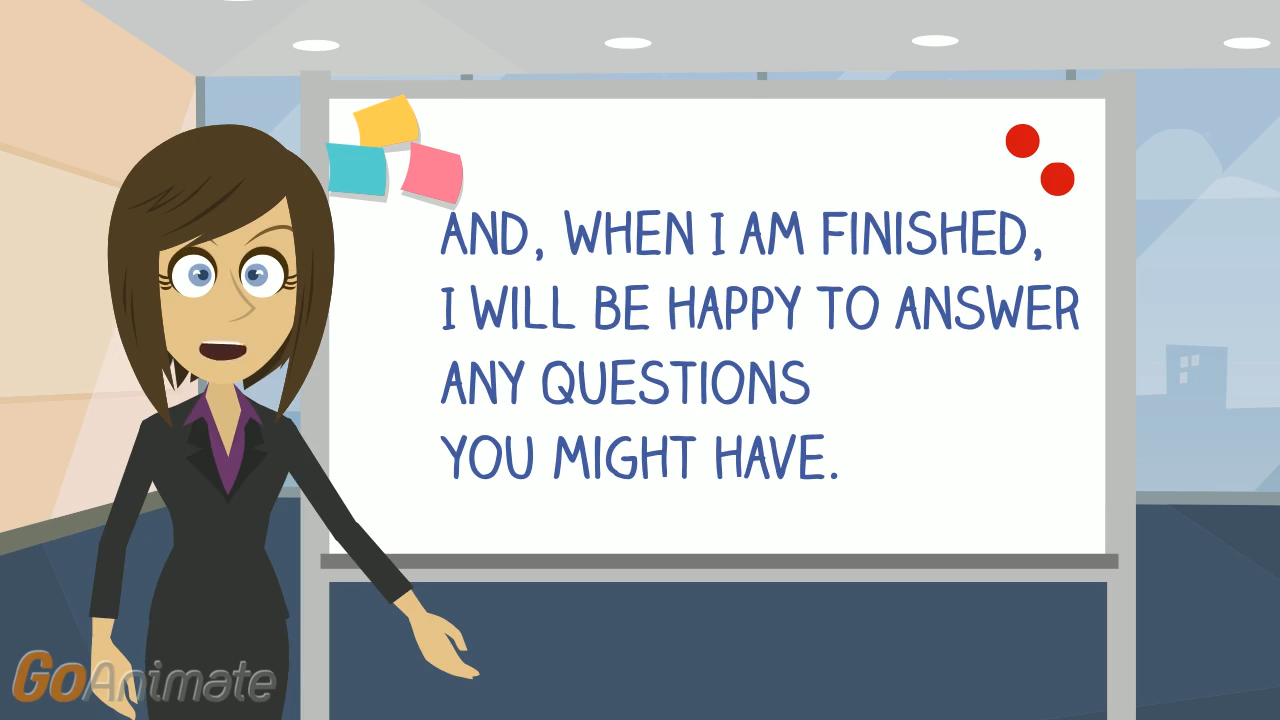 AND, WHEN I AM FINISHED,
I WILL BE HAPPY TO ANSWER
ANY QUESTIONS
YOU MIGHT HAVE.
GoAnimate